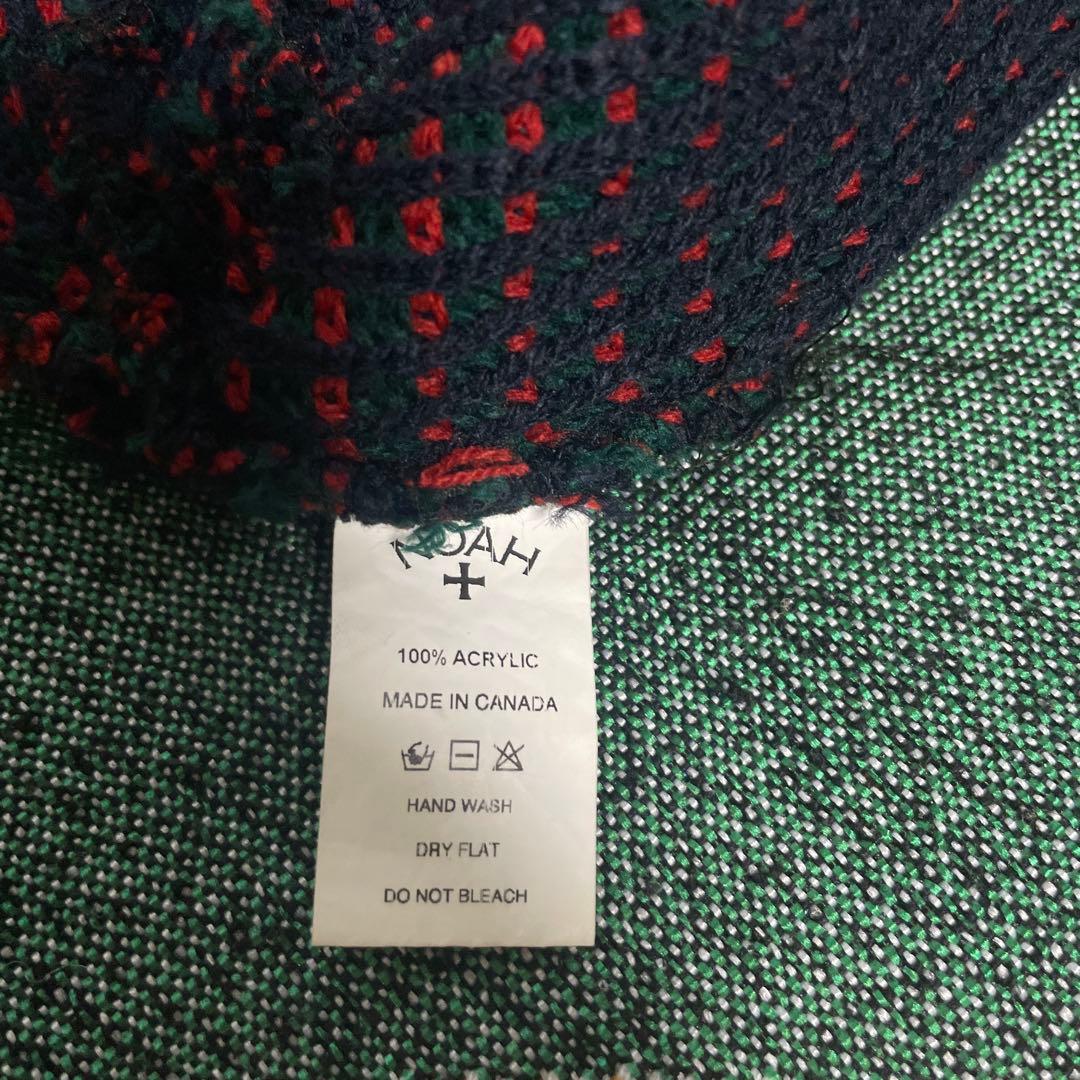 NOAH
100% ACRYLIC
MADE IN CANADA
HAND WASH
DRY FLAT
DO NOT BLEACH